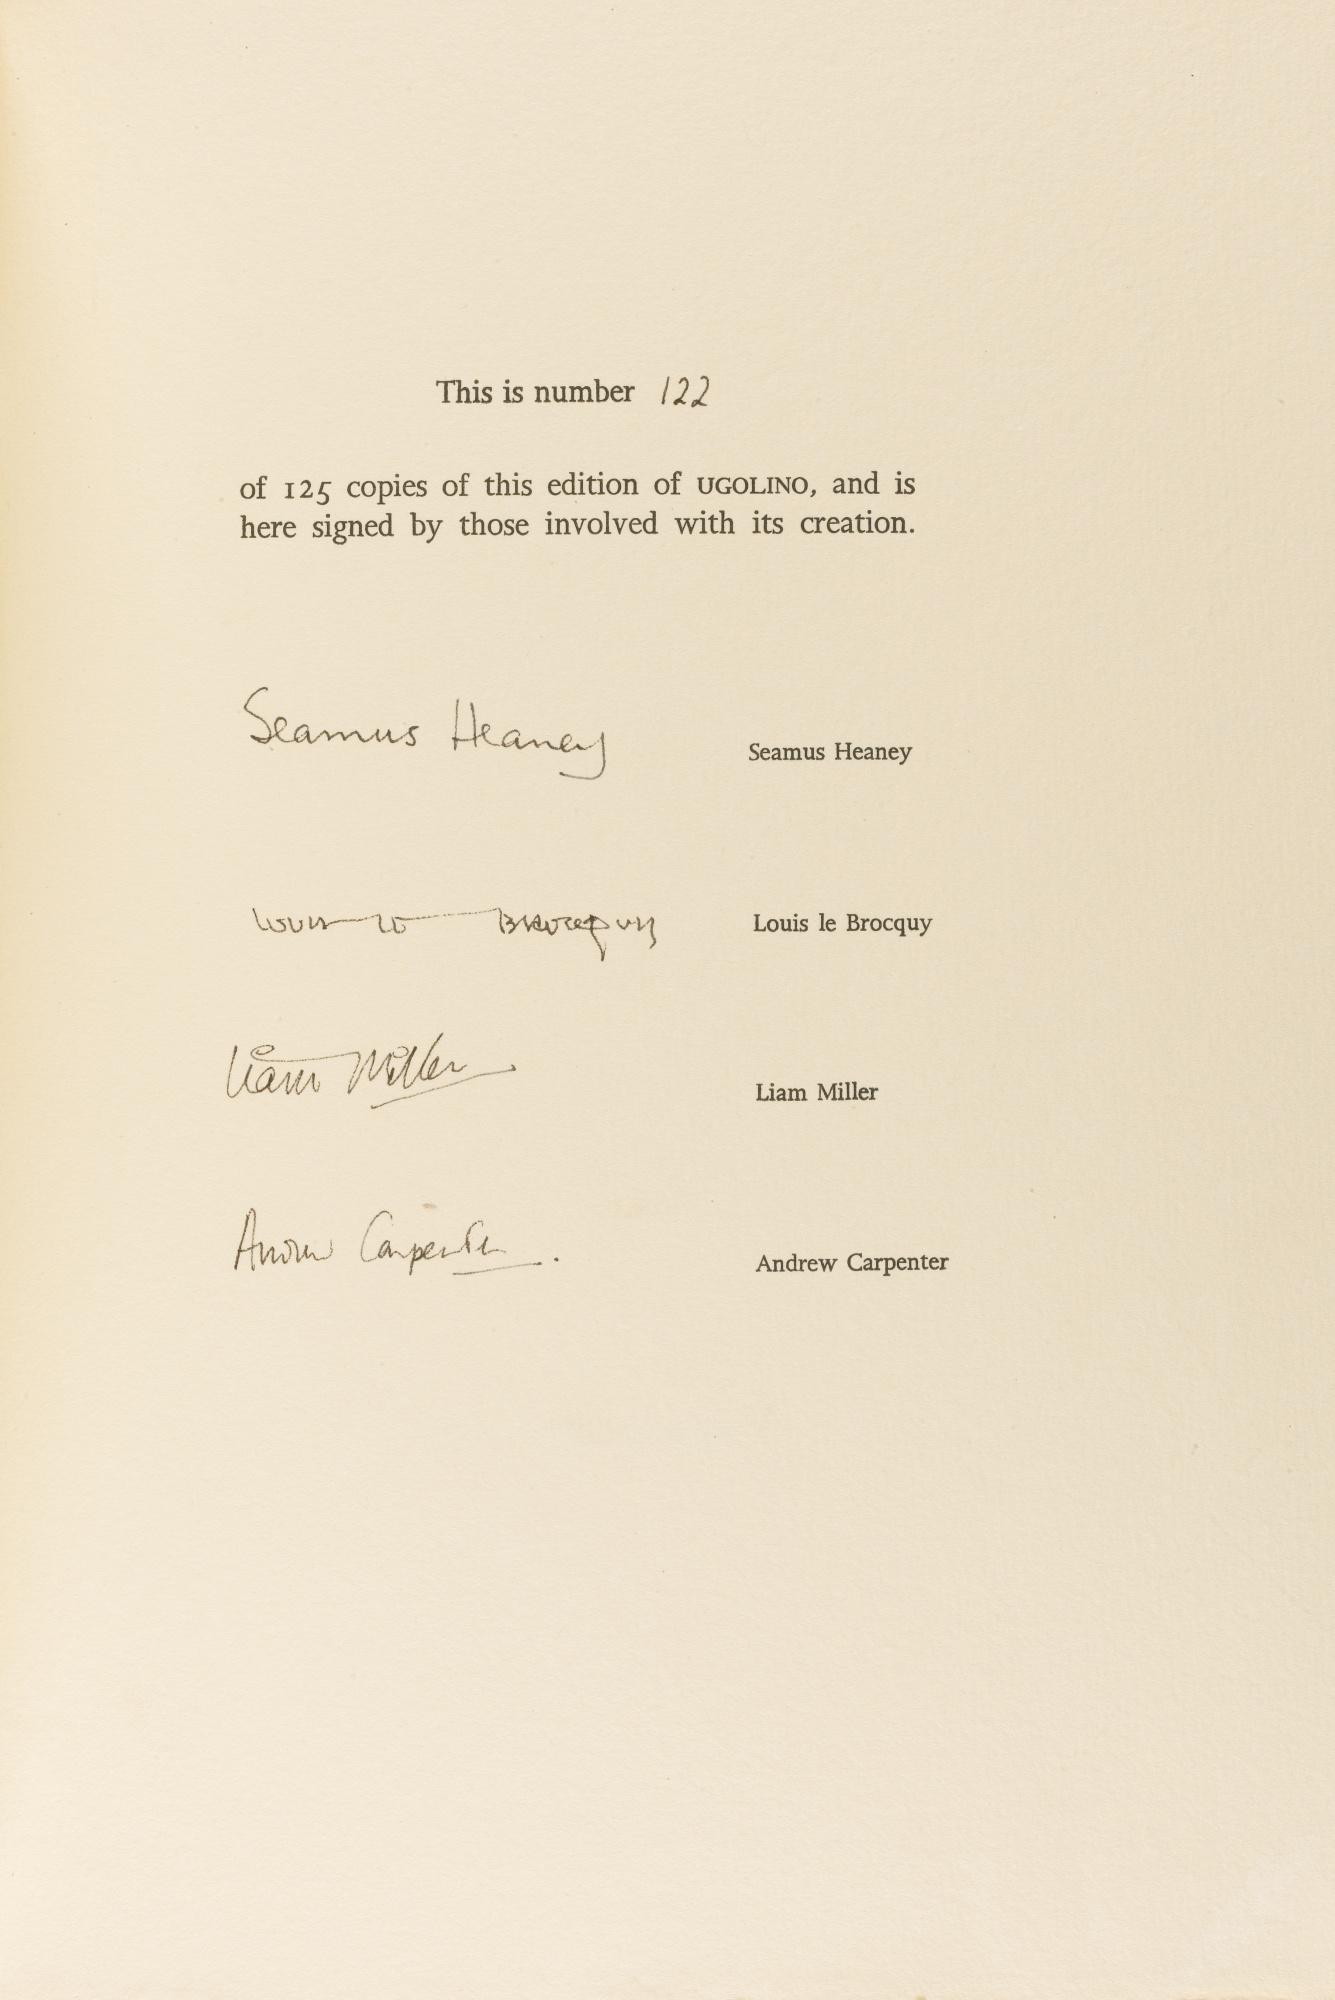 This is number 122
of 125 copies of this edition of UGOLINO, and is
here signed by those involved with its creation.
Seamus Heaney Seamus Heaney
Louis le Brocquy Louis le Brocquy
Liam Miller Liam Miller
Andrew Carpenter. Andrew Carpenter